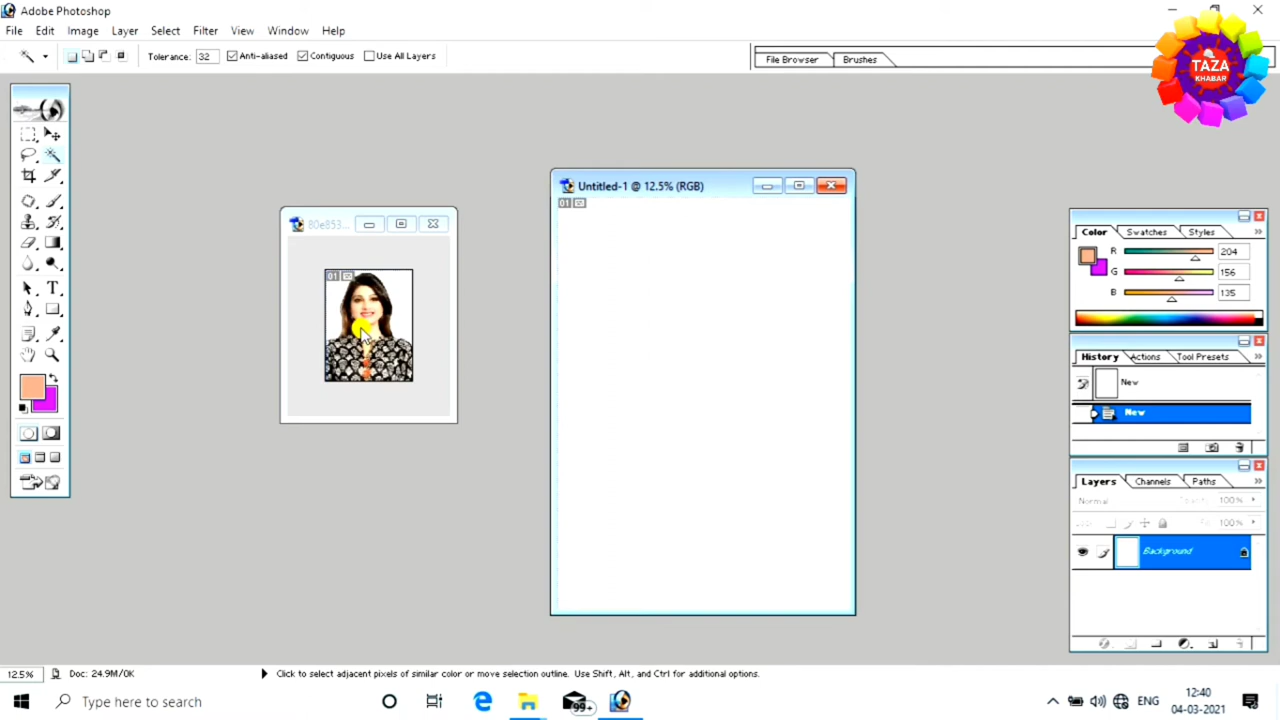 Adobe Photoshop
File Edit Image Layer Select Filter View Window Help
Tolerance: 32 Anti-aliased Contiguous Use All Layers
File Browser Brushes
TAZA
KHABAR
80e853...
01
Untitled-1 @ 12.5% (RGB)
01
Color Swatches Styles
R 204
G 156
B 135
History Actions Tool Presets
New
New
Layers Channels Paths
Normal Opacity: 100%
100%
Background
12.5% Doc: 24.9M/0K Click to select adjacent pixels of similar color or move selection outline. Use Shift, Alt, and Ctrl for additional options.
Type here to search
99+
ENG
12:40
04-03-2021